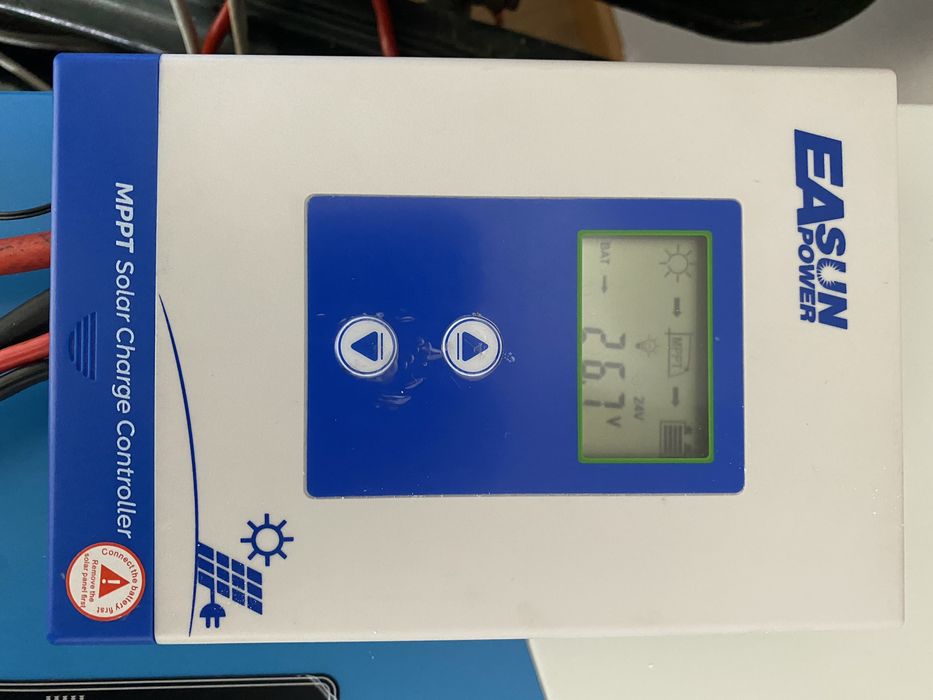 EASUN
POWER
MPPT
24V
BAT
26.7 V
MPPT Solar Charge Controller
Connect the battery first
Remove the
solar panel first